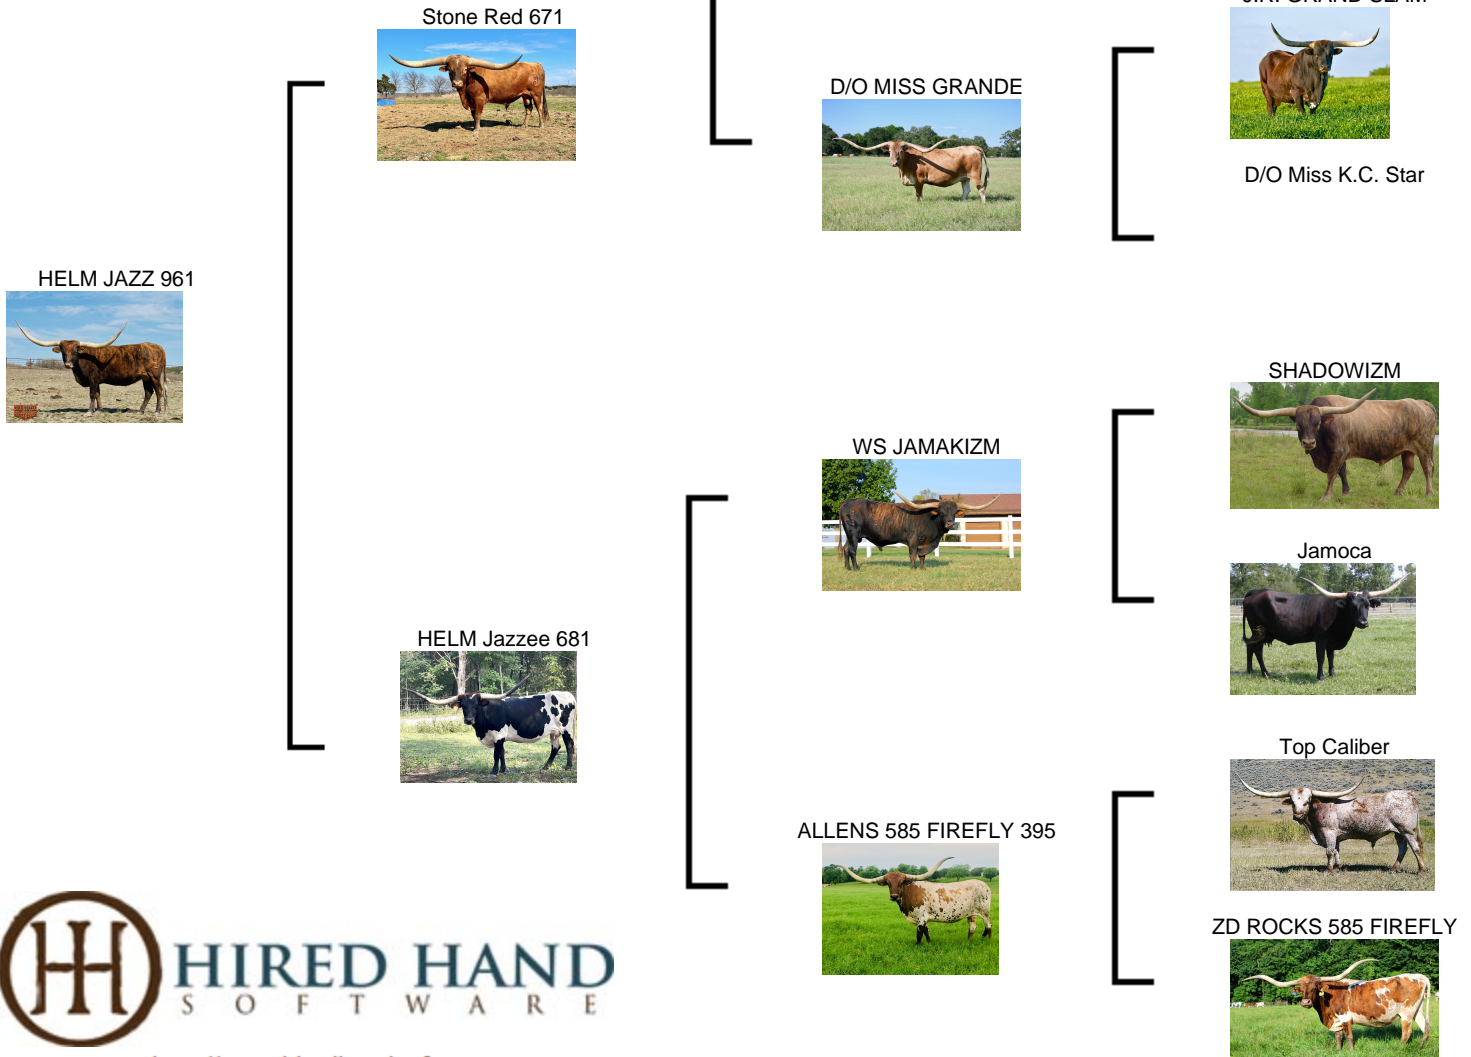 Stone Red 671
D/O MISS GRANDE
D/O Miss K.C. Star
HELM JAZZ 961
SHADOWIZM
WS JAMAKIZM
Jamoca
HELM Jazzee 681
Top Caliber
ALLENS 585 FIREFLY 395
ZD ROCKS 585 FIREFLY
HIRED HAND
SOFTWARE